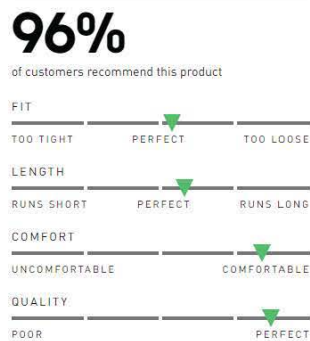 96%
of customers recommend this product
FIT
TOO TIGHT PERFECT TOO LOOSE
LENGTH
RUNS SHORT PERFECT RUNS LONG
COMFORT
UNCOMFORTABLE COMFORTABLE
QUALITY
POOR PERFECT